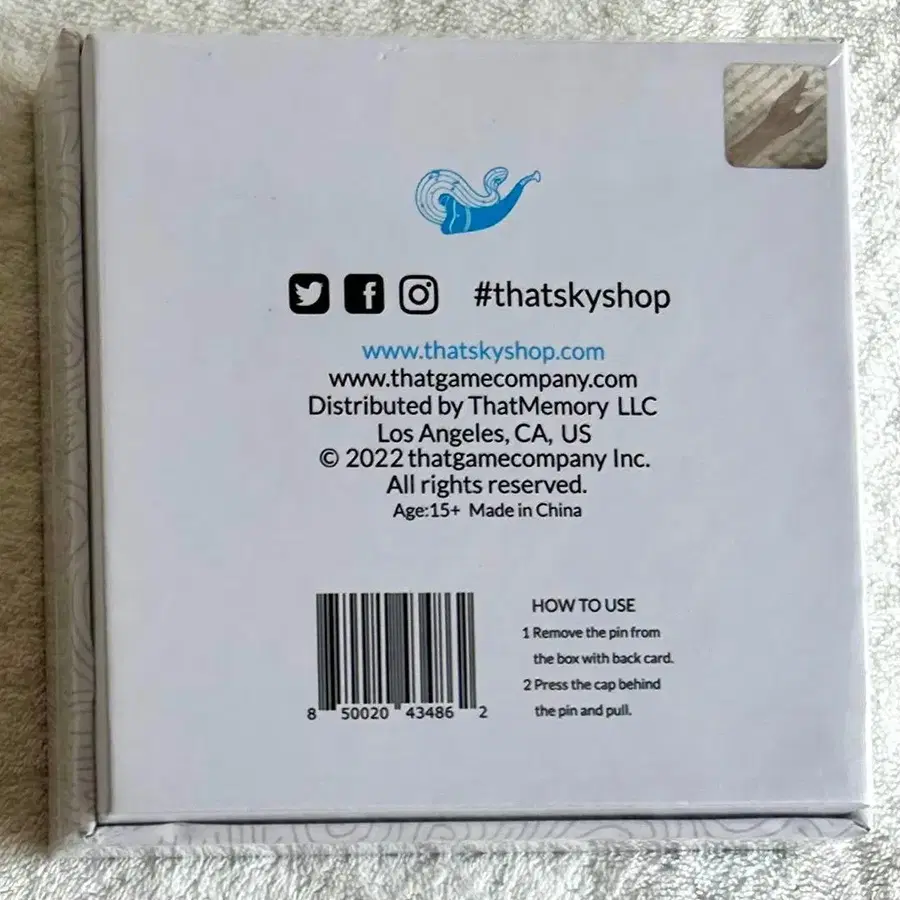 #thatskyshop
www.thatskyshop.com
www.thatgamecompany.com
Distributed by ThatMemory LLC
Los Angeles, CA, US
© 2022 thatgamecompany Inc.
All rights reserved.
Age:15+ Made in China
8 50020 43486 2
HOW TO USE
1 Remove the pin from
the box with back card.
2 Press the cap behind
the pin and pull.